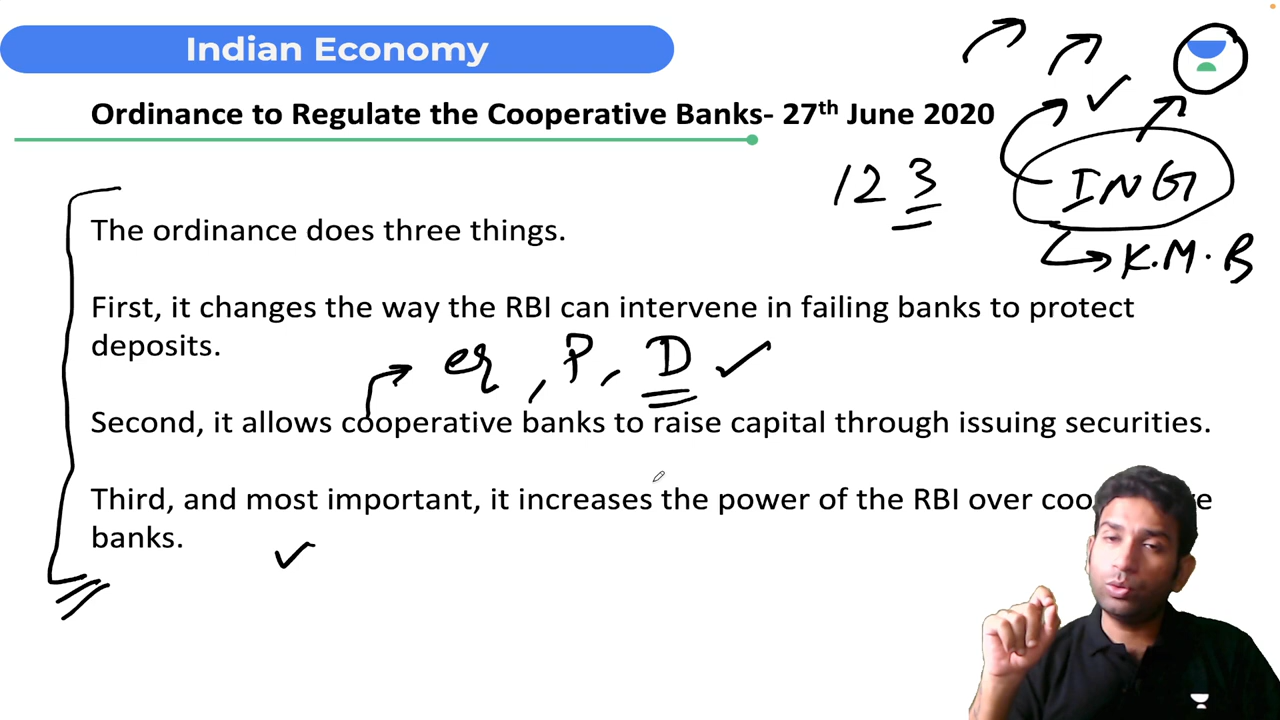 Indian Economy
Ordinance to Regulate the Cooperative Banks- 27th June 2020
123
ING
K.M.B
The ordinance does three things.
First, it changes the way the RBI can intervene in failing banks to protect
deposits.
eq, P, D
Second, it allows cooperative banks to raise capital through issuing securities.
Third, and most important, it increases the power of the RBI over
banks.